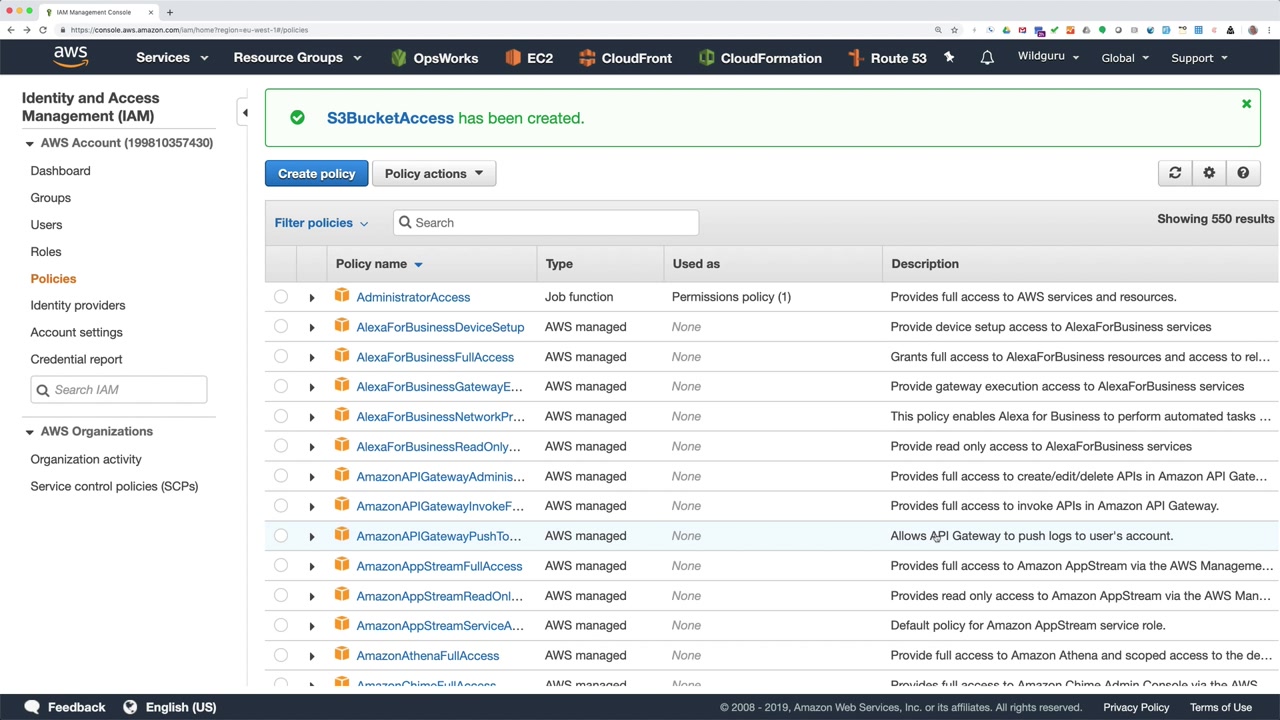 IAM Management Console
https://console.aws.amazon.com/iam/home?region=eu-west-1#/policies
aws
Services
Resource Groups
OpsWorks
EC2
CloudFront
CloudFormation
Route 53
Wildguru
Global
Support
Identity and Access
Management (IAM)
AWS Account (199810357430)
Dashboard
Groups
Users
Roles
Policies
Identity providers
Account settings
Credential report
Search IAM
AWS Organizations
Organization activity
Service control policies (SCPs)
S3BucketAccess has been created.
Create policy
Policy actions
Filter policies
Search
Showing 550 results
Policy name Type Used as Description
AdministratorAccess Job function Permissions policy (1) Provides full access to AWS services and resources.
AlexaForBusinessDeviceSetup AWS managed None Provide device setup access to AlexaForBusiness services
AlexaForBusinessFullAccess AWS managed None Grants full access to AlexaForBusiness resources and access to rel...
AlexaForBusinessGatewayE... AWS managed None Provide gateway execution access to AlexaForBusiness services
AlexaForBusinessNetworkPr... AWS managed None This policy enables Alexa for Business to perform automated tasks ...
AlexaForBusinessReadOnly... AWS managed None Provide read only access to AlexaForBusiness services
AmazonAPIGatewayAdminis... AWS managed None Provides full access to create/edit/delete APIs in Amazon API Gate...
AmazonAPIGatewayInvokeF... AWS managed None Provides full access to invoke APIs in Amazon API Gateway.
AmazonAPIGatewayPushTo... AWS managed None Allows API Gateway to push logs to user's account.
AmazonAppStreamFullAccess AWS managed None Provides full access to Amazon AppStream via the AWS Manageme...
AmazonAppStreamReadOnl... AWS managed None Provides read only access to Amazon AppStream via the AWS Man...
AmazonAppStreamServiceA... AWS managed None Default policy for Amazon AppStream service role.
AmazonAthenaFullAccess AWS managed None Provide full access to Amazon Athena and scoped access to the de...
AmazonChimeFullAccess AWS managed None Provides full access to Amazon Chime Admin Console via the AWS
Feedback
English (US)
© 2008 - 2019, Amazon Web Services, Inc. or its affiliates. All rights reserved.
Privacy Policy
Terms of Use